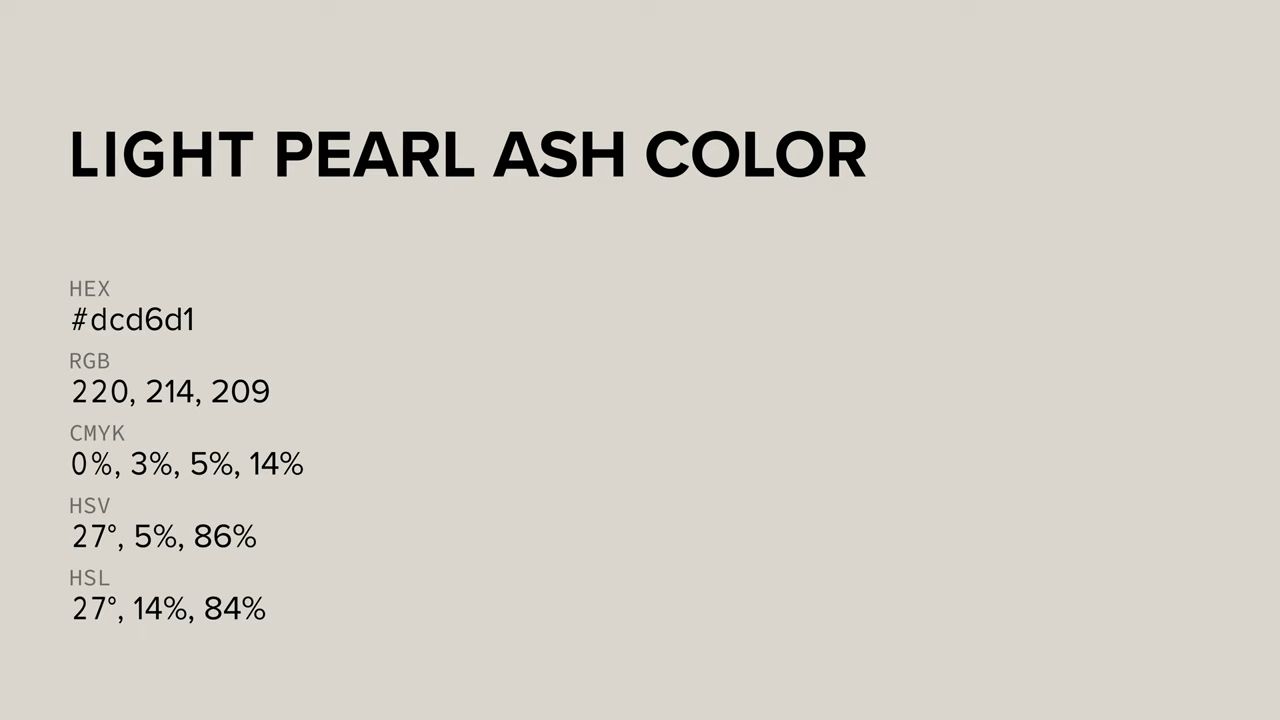 LIGHT PEARL ASH COLOR
HEX
#dcd6d1
RGB
220, 214, 209
CMYK
0%, 3%, 5%, 14%
HSV
27°, 5%, 86%
HSL
27°, 14%, 84%